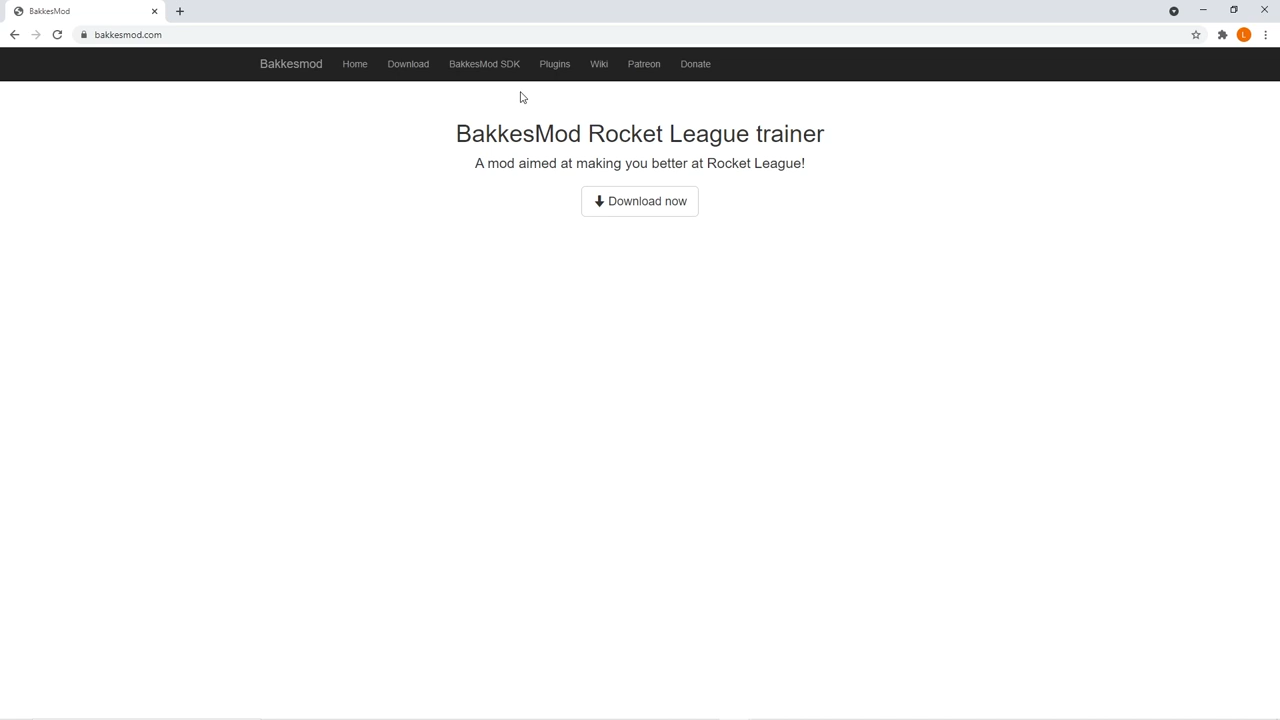 BakkesMod
bakkesmod.com
L
Bakkesmod Home Download BakkesMod SDK Plugins Wiki Patreon Donate
BakkesMod Rocket League trainer
A mod aimed at making you better at Rocket League!
Download now